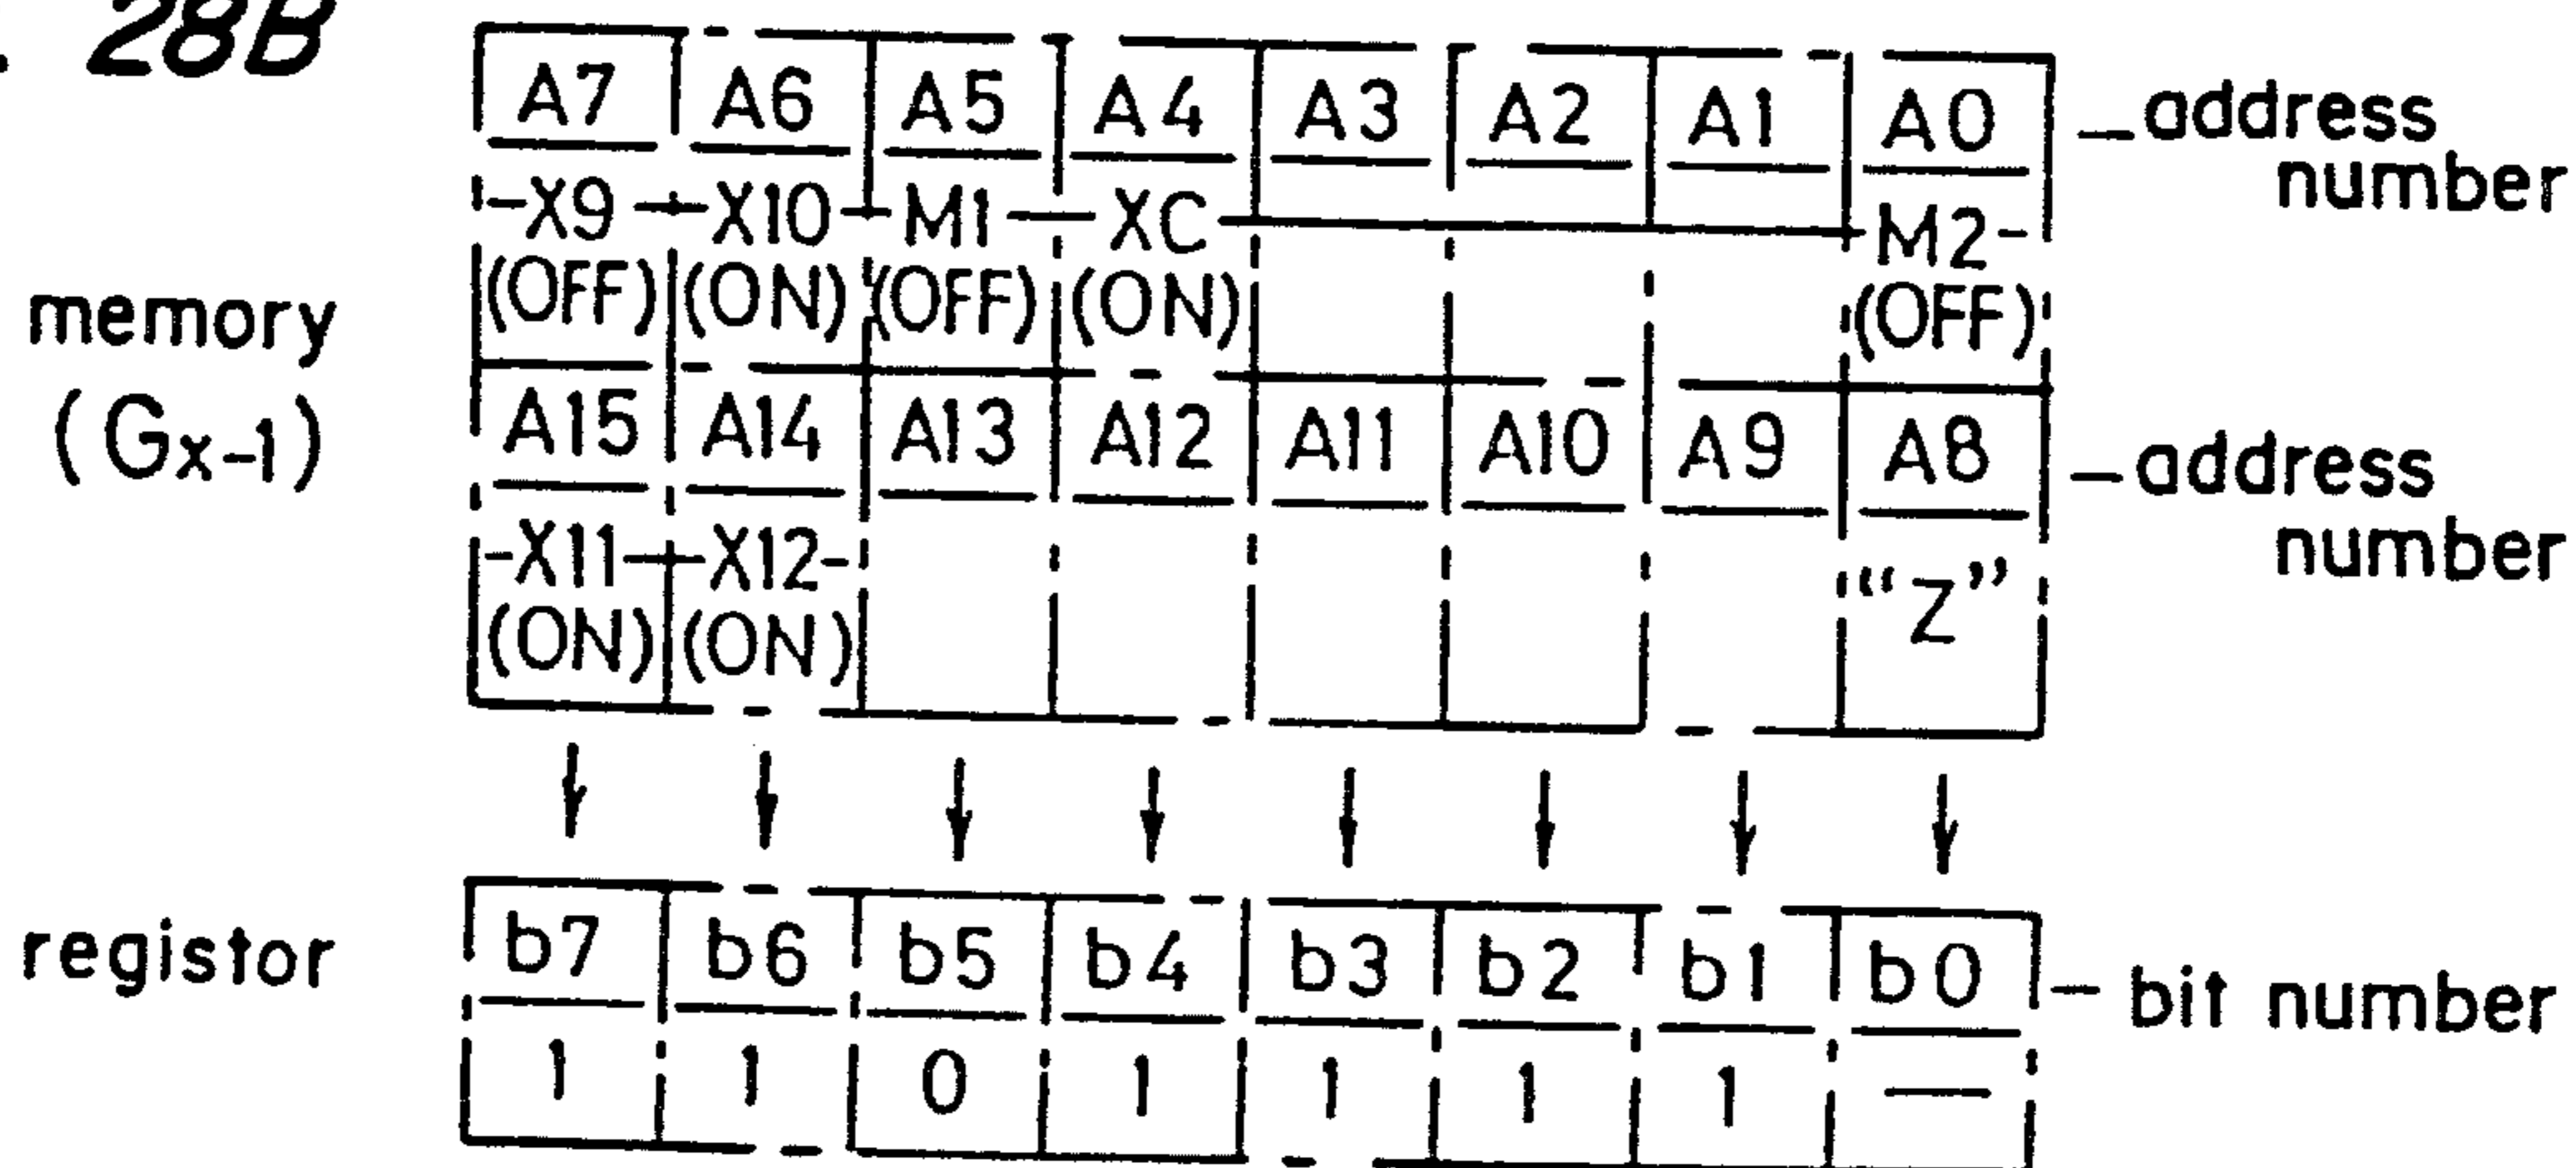 . 28B
A7 A6 A5 A4 A3 A2 A1 A0 address
number
X9 X10 M1 XC M2
(OFF) (ON) (OFF) (ON) (OFF)
memory
(Gx-1)
A15 A14 A13 A12 A11 A10 A9 A8 address
number
X11 X12 "Z"
(ON) (ON)
registor
b7 b6 b5 b4 b3 b2 b1 b0 bit number
1 1 0 1 1 1 1 —